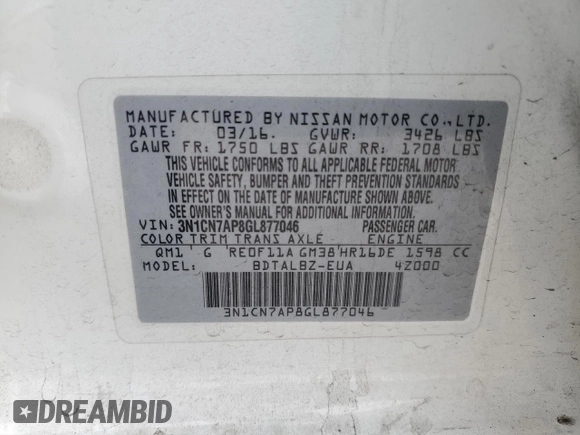 MANUFACTURED BY NISSAN MOTOR CO., LTD.
DATE: 03/16. GVWR: 3426 LBS
GAWR FR: 1750 LBS GAWR RR: 1708 LBS
THIS VEHICLE CONFORMS TO ALL APPLICABLE FEDERAL MOTOR
VEHICLE SAFETY, BUMPER AND THEFT PREVENTION STANDARDS
IN EFFECT ON THE DATE OF MANUFACTURE SHOWN ABOVE.
SEE OWNER'S MANUAL FOR ADDITIONAL INFORMATION.
VIN: 3N1CN7AP8GL877046 PASSENGER CAR.
COLOR TRIM TRANS AXLE ENGINE
QM1 G RE0F11A GM38 HR16DE 1598 CC
MODEL: BDTALBZ-EUA 4Z000
3N1CN7AP8GL877046
DREAMBID